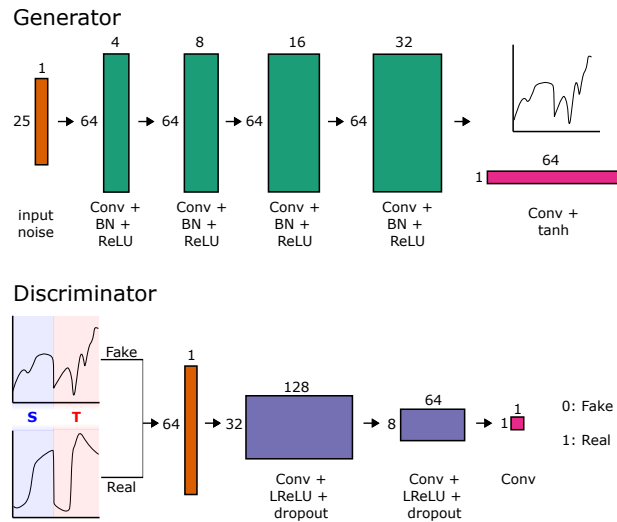 Generator
1
25
4
64
8
64
16
64
32
64
64
1
input
noise
Conv +
BN +
ReLU
Conv +
BN +
ReLU
Conv +
BN +
ReLU
Conv +
BN +
ReLU
Conv +
tanh
Discriminator
Fake
S T
Real
1
64
128
32
64
8
1
1
0: Fake
1: Real
Conv +
LReLU +
dropout
Conv +
LReLU +
dropout
Conv